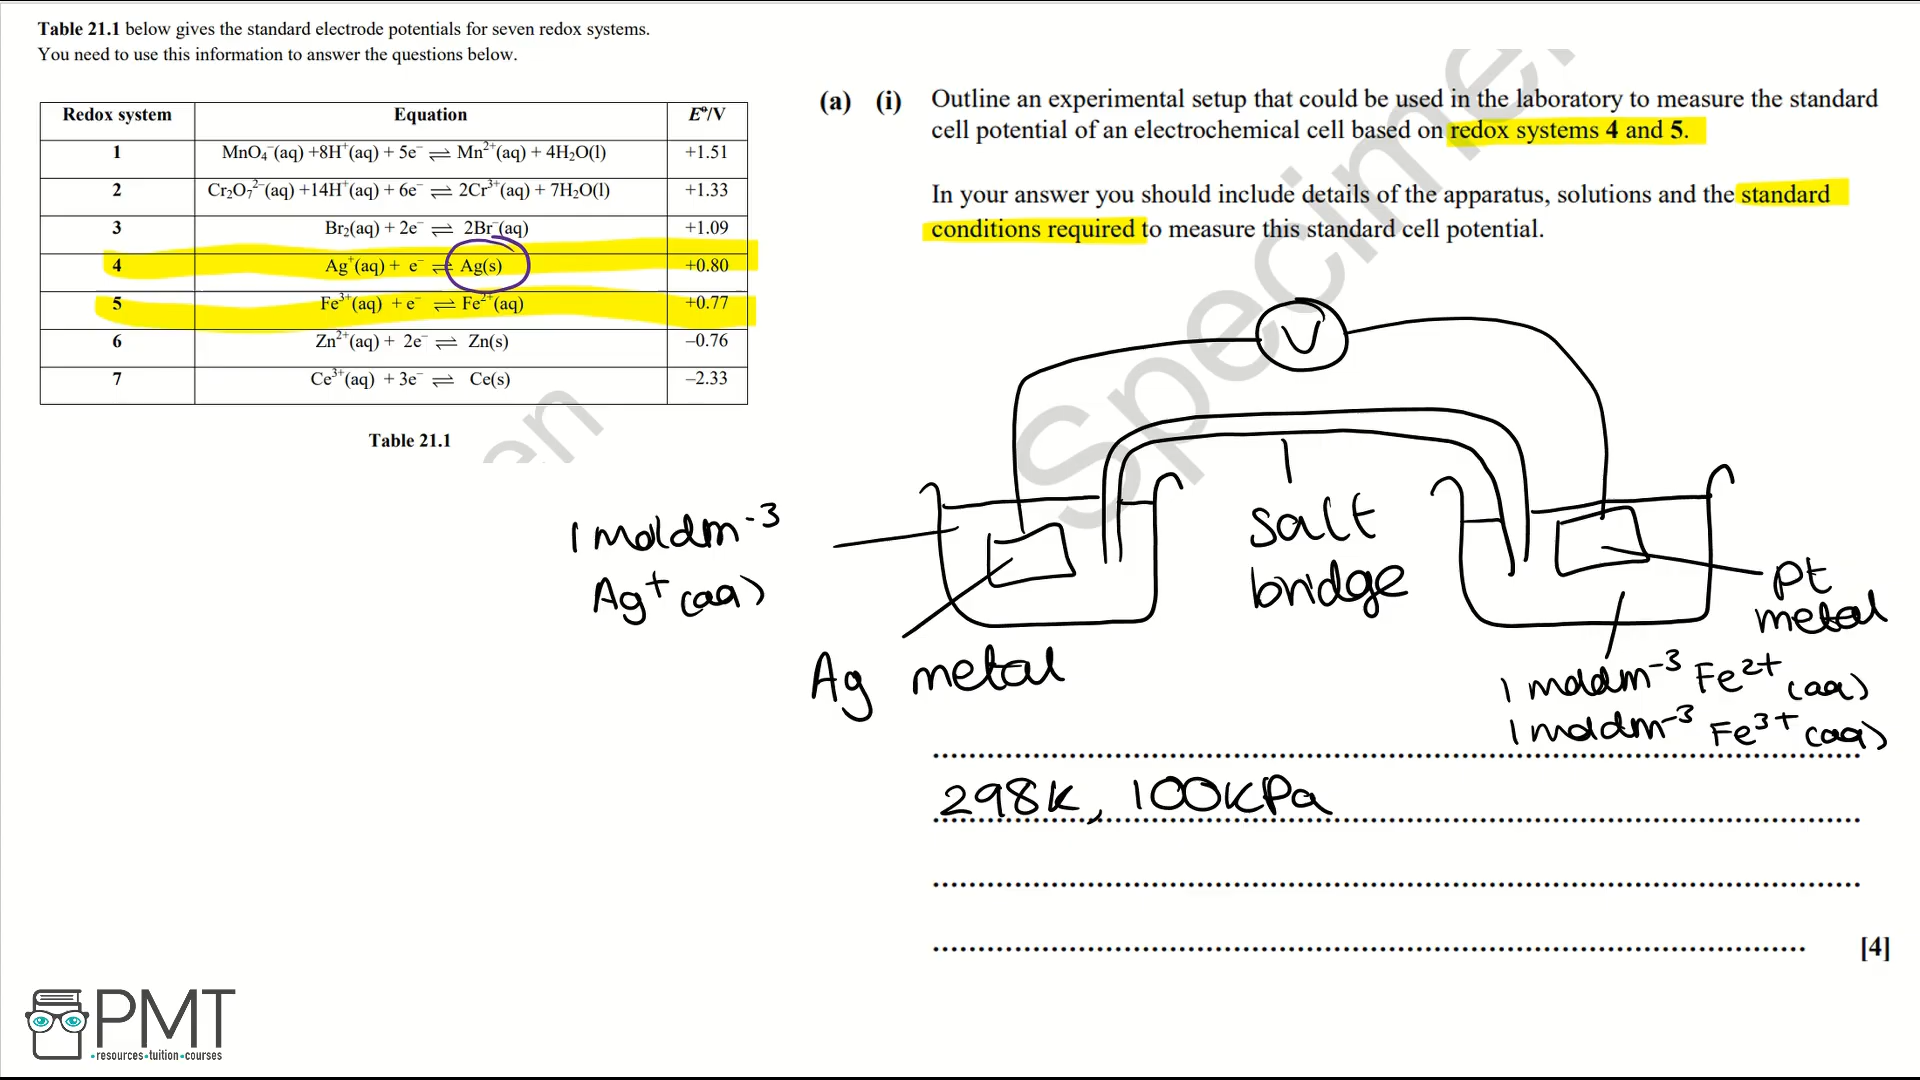 Table 21.1 below gives the standard electrode potentials for seven redox systems.
You need to use this information to answer the questions below.
Redox system Equation E⁰/V
1 MnO₄⁻(aq) +8H⁺(aq) + 5e⁻ ⇌ Mn²⁺(aq) + 4H₂O(l) +1.51
2 Cr₂O₇²⁻(aq) +14H⁺(aq) + 6e⁻ ⇌ 2Cr³⁺(aq) + 7H₂O(l) +1.33
3 Br₂(aq) + 2e⁻ ⇌ 2Br⁻(aq) +1.09
4 Ag⁺(aq) + e⁻ ⇌ Ag(s) +0.80
5 Fe³⁺(aq) + e⁻ ⇌ Fe²⁺(aq) +0.77
6 Zn²⁺(aq) + 2e⁻ ⇌ Zn(s) –0.76
7 Ce³⁺(aq) + 3e⁻ ⇌ Ce(s) –2.33
Table 21.1
(a) (i) Outline an experimental setup that could be used in the laboratory to measure the standard
cell potential of an electrochemical cell based on redox systems 4 and 5.
In your answer you should include details of the apparatus, solutions and the standard
conditions required to measure this standard cell potential.
V
1 moldm⁻³
Ag⁺(aq)
Ag metal
salt
bridge
Pt
metal
1 moldm⁻³ Fe²⁺(aq)
1 moldm⁻³ Fe³⁺(aq)
298K, 100KPa
[4]
Specimen
PMT
•resources•tuition•courses